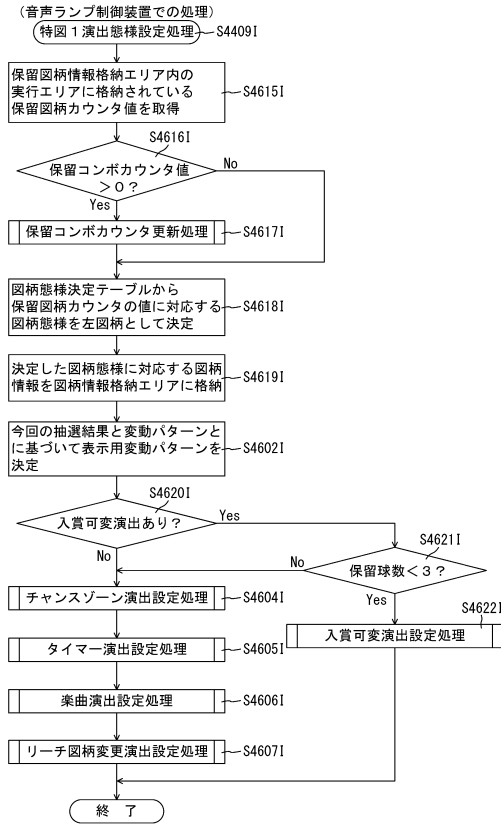 (音声ランプ制御装置での処理)
特図1演出態様設定処理
S4409I
保留図柄情報格納エリア内の
実行エリアに格納されている
保留図柄カウンタ値を取得
S4615I
S4616I
保留コンボカウンタ値
>0?
No
Yes
保留コンボカウンタ更新処理
S4617I
図柄態様決定テーブルから
保留図柄カウンタの値に対応する
図柄態様を左図柄として決定
S4618I
決定した図柄態様に対応する図柄
情報を図柄情報格納エリアに格納
S4619I
今回の抽選結果と変動パターンと
に基づいて表示用変動パターンを
決定
S4602I
S4620I
入賞可変演出あり?
Yes
No
S4621I
保留球数<3?
No
Yes
チャンスゾーン演出設定処理
S4604I
S4622I
入賞可変演出設定処理
タイマー演出設定処理
S4605I
楽曲演出設定処理
S4606I
リーチ図柄変更演出設定処理
S4607I
終 了